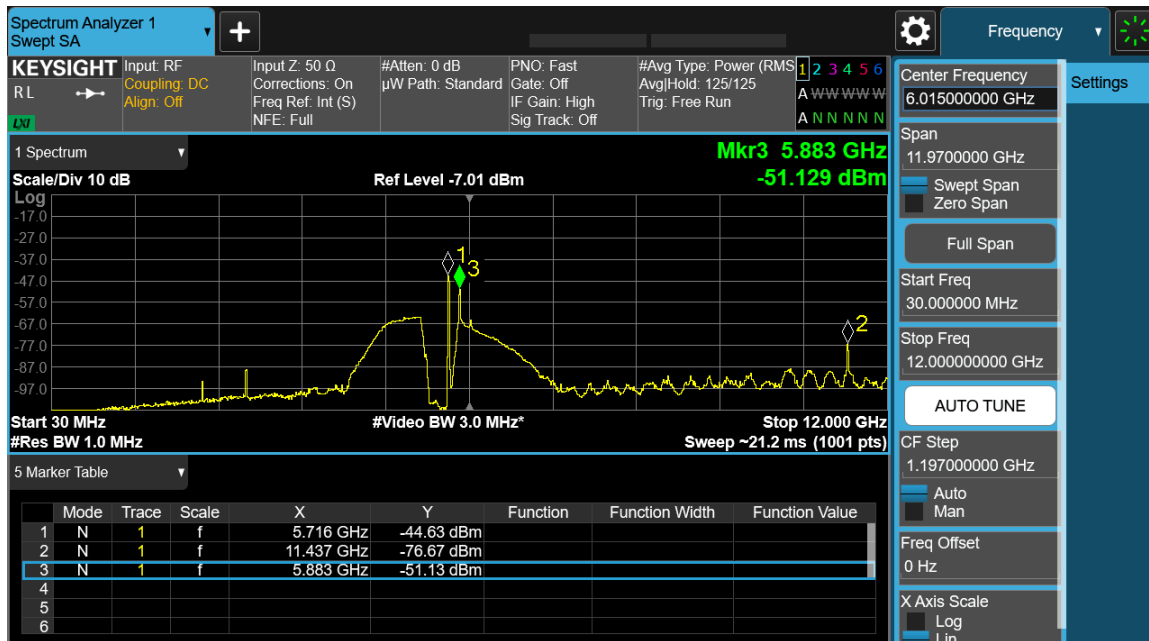 Spectrum Analyzer 1
Swept SA
Frequency
KEYSIGHT
R L
LXI
Input: RF
Coupling: DC
Align: Off
Input Z: 50 Ω
Corrections: On
Freq Ref: Int (S)
NFE: Full
#Atten: 0 dB
µW Path: Standard
PNO: Fast
Gate: Off
IF Gain: High
Sig Track: Off
#Avg Type: Power (RMS
Avg|Hold: 125/125
Trig: Free Run
1 2 3 4 5 6
A W W W W W
A N N N N N
Center Frequency
6.015000000 GHz
Settings
Span
11.9700000 GHz
Swept Span
Zero Span
Full Span
Start Freq
30.000000 MHz
Stop Freq
12.000000000 GHz
AUTO TUNE
CF Step
1.197000000 GHz
Auto
Man
Freq Offset
0 Hz
X Axis Scale
Log
Lin
1 Spectrum
Mkr3 5.883 GHz
-51.129 dBm
Scale/Div 10 dB
Ref Level -7.01 dBm
Log
-17.0
-27.0
-37.0
-47.0
-57.0
-67.0
-77.0
-87.0
-97.0
1
3
2
Start 30 MHz
#Video BW 3.0 MHz*
Stop 12.000 GHz
#Res BW 1.0 MHz
Sweep ~21.2 ms (1001 pts)
5 Marker Table
Mode Trace Scale X Y Function Function Width Function Value
1 N 1 f 5.716 GHz -44.63 dBm
2 N 1 f 11.437 GHz -76.67 dBm
3 N 1 f 5.883 GHz -51.13 dBm
4
5
6